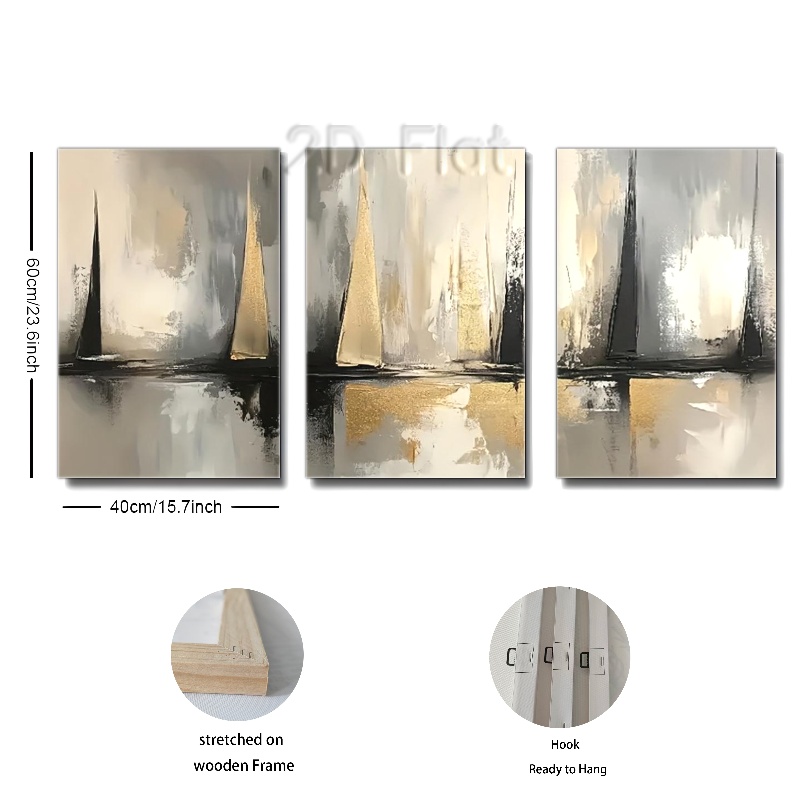 2D Flat
60cm/23.6inch
40cm/15.7inch
stretched on
wooden Frame
Hook
Ready to Hang